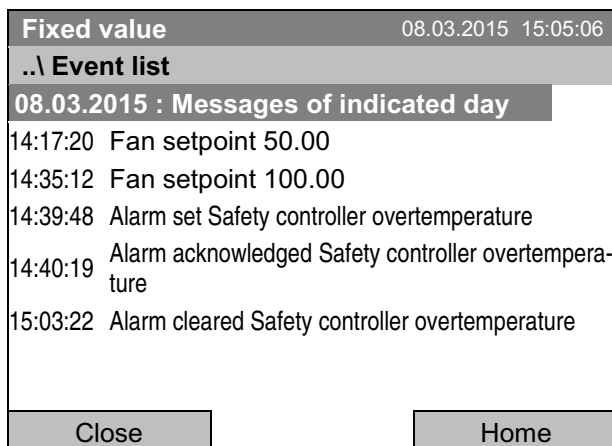 Fixed value 08.03.2015 15:05:06
..\ Event list
08.03.2015 : Messages of indicated day
14:17:20 Fan setpoint 50.00
14:35:12 Fan setpoint 100.00
14:39:48 Alarm set Safety controller overtemperature
14:40:19 Alarm acknowledged Safety controller overtempera-
ture
15:03:22 Alarm cleared Safety controller overtemperature
Close Home